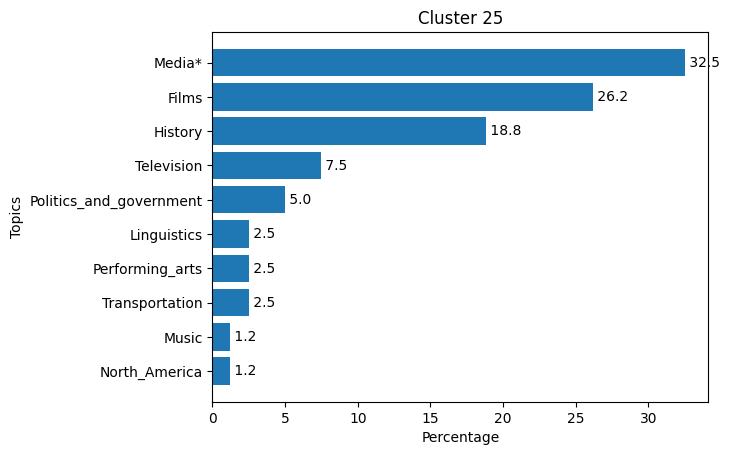 Cluster 25
Topics
Media* 32.5
Films 26.2
History 18.8
Television 7.5
Politics_and_government 5.0
Linguistics 2.5
Performing_arts 2.5
Transportation 2.5
Music 1.2
North_America 1.2
0 5 10 15 20 25 30
Percentage